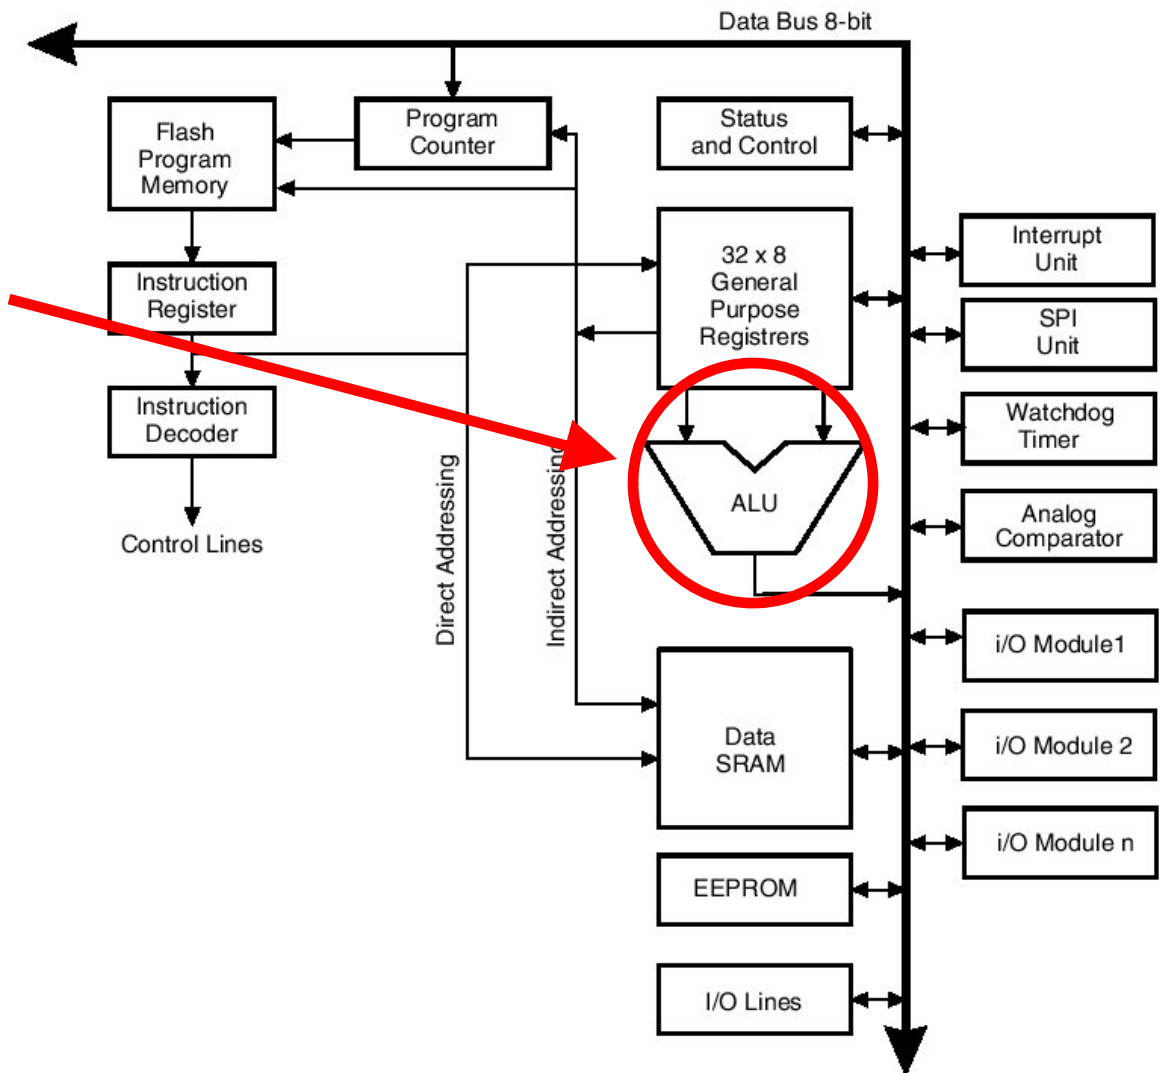 Data Bus 8-bit
Flash
Program
Memory
Program
Counter
Status
and Control
Instruction
Register
32 x 8
General
Purpose
Registrers
Interrupt
Unit
SPI
Unit
Instruction
Decoder
Watchdog
Timer
Control Lines
Direct Addressing
Indirect Addressing
ALU
Analog
Comparator
i/O Module1
Data
SRAM
i/O Module 2
i/O Module n
EEPROM
I/O Lines